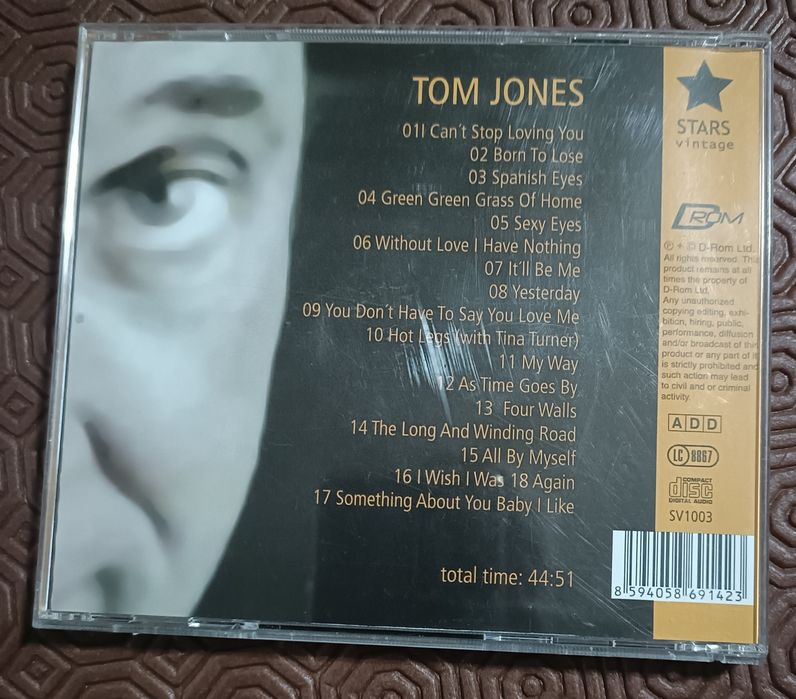 TOM JONES
01I Can´t Stop Loving You
02 Born To Lose
03 Spanish Eyes
04 Green Green Grass Of Home
05 Sexy Eyes
06 Without Love I Have Nothing
07 It´ll Be Me
08 Yesterday
09 You Don´t Have To Say You Love Me
10 Hot Legs (with Tina Turner)
11 My Way
12 As Time Goes By
13 Four Walls
14 The Long And Winding Road
15 All By Myself
16 I Wish I Was 18 Again
17 Something About You Baby I Like
total time: 44:51
STARS
vintage
D-ROM
℗ + © D-Rom Ltd.
All rights reserved. This
product remains at all
times the property of
D-Rom Ltd.
Any unauthorized
copying editing, exhi-
bition, hiring, public,
performance, diffusion
and/or broadcast of this
product or any part of it
is strictly prohibited and
such action may lead
to civil and or criminal
activity.
ADD
LC 8867
COMPACT
disc
DIGITAL AUDIO
SV1003
8 594058 691423